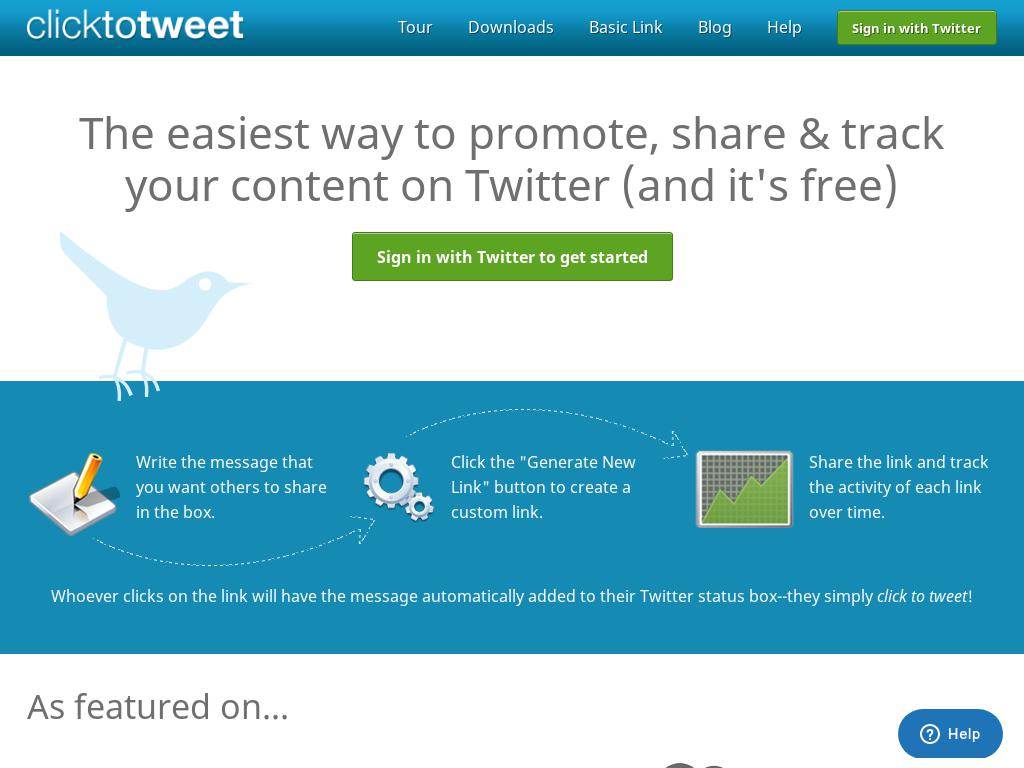 clicktotweet
Tour
Downloads
Basic Link
Blog
Help
Sign in with Twitter
The easiest way to promote, share & track
your content on Twitter (and it's free)
Sign in with Twitter to get started
Write the message that
you want others to share
in the box.
Click the "Generate New
Link" button to create a
custom link.
Share the link and track
the activity of each link
over time.
Whoever clicks on the link will have the message automatically added to their Twitter status box--they simply click to tweet!
As featured on...
Help